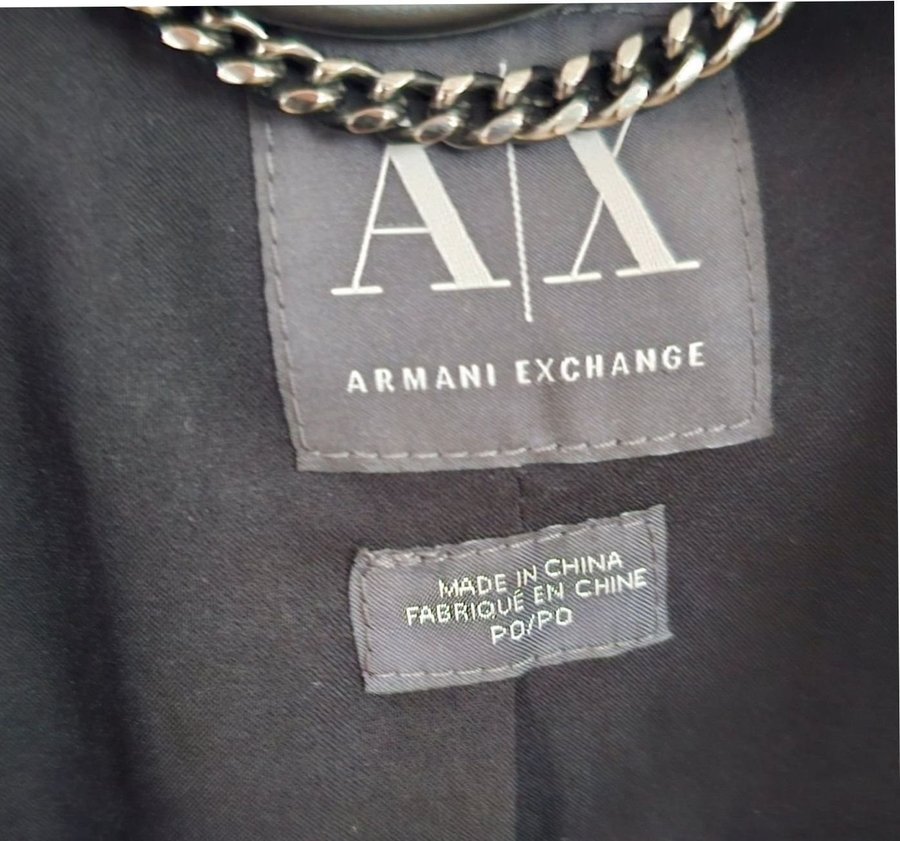 A|X
ARMANI EXCHANGE
MADE IN CHINA
FABRIQUÉ EN CHINE
PO/PO